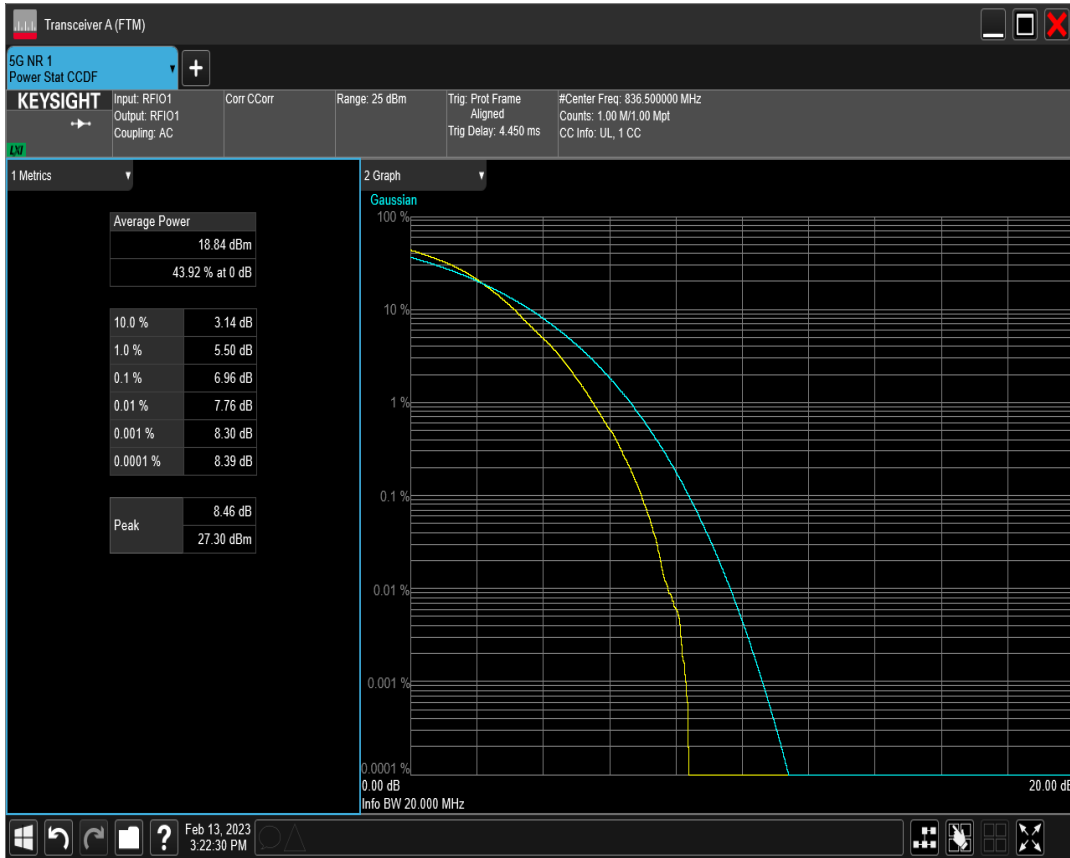 Transceiver A (FTM)
5G NR 1
Power Stat CCDF
KEYSIGHT
LXI
Input: RFIO1
Output: RFIO1
Coupling: AC
Corr CCorr
Range: 25 dBm
Trig: Prot Frame
Aligned
Trig Delay: 4.450 ms
#Center Freq: 836.500000 MHz
Counts: 1.00 M/1.00 Mpt
CC Info: UL, 1 CC
1 Metrics
Average Power
18.84 dBm
43.92 % at 0 dB
10.0 % 3.14 dB
1.0 % 5.50 dB
0.1 % 6.96 dB
0.01 % 7.76 dB
0.001 % 8.30 dB
0.0001 % 8.39 dB
Peak 8.46 dB
27.30 dBm
2 Graph
Gaussian
100 %
10 %
1 %
0.1 %
0.01 %
0.001 %
0.0001 %
0.00 dB
20.00 dB
Info BW 20.000 MHz
?
Feb 13, 2023
3:22:30 PM